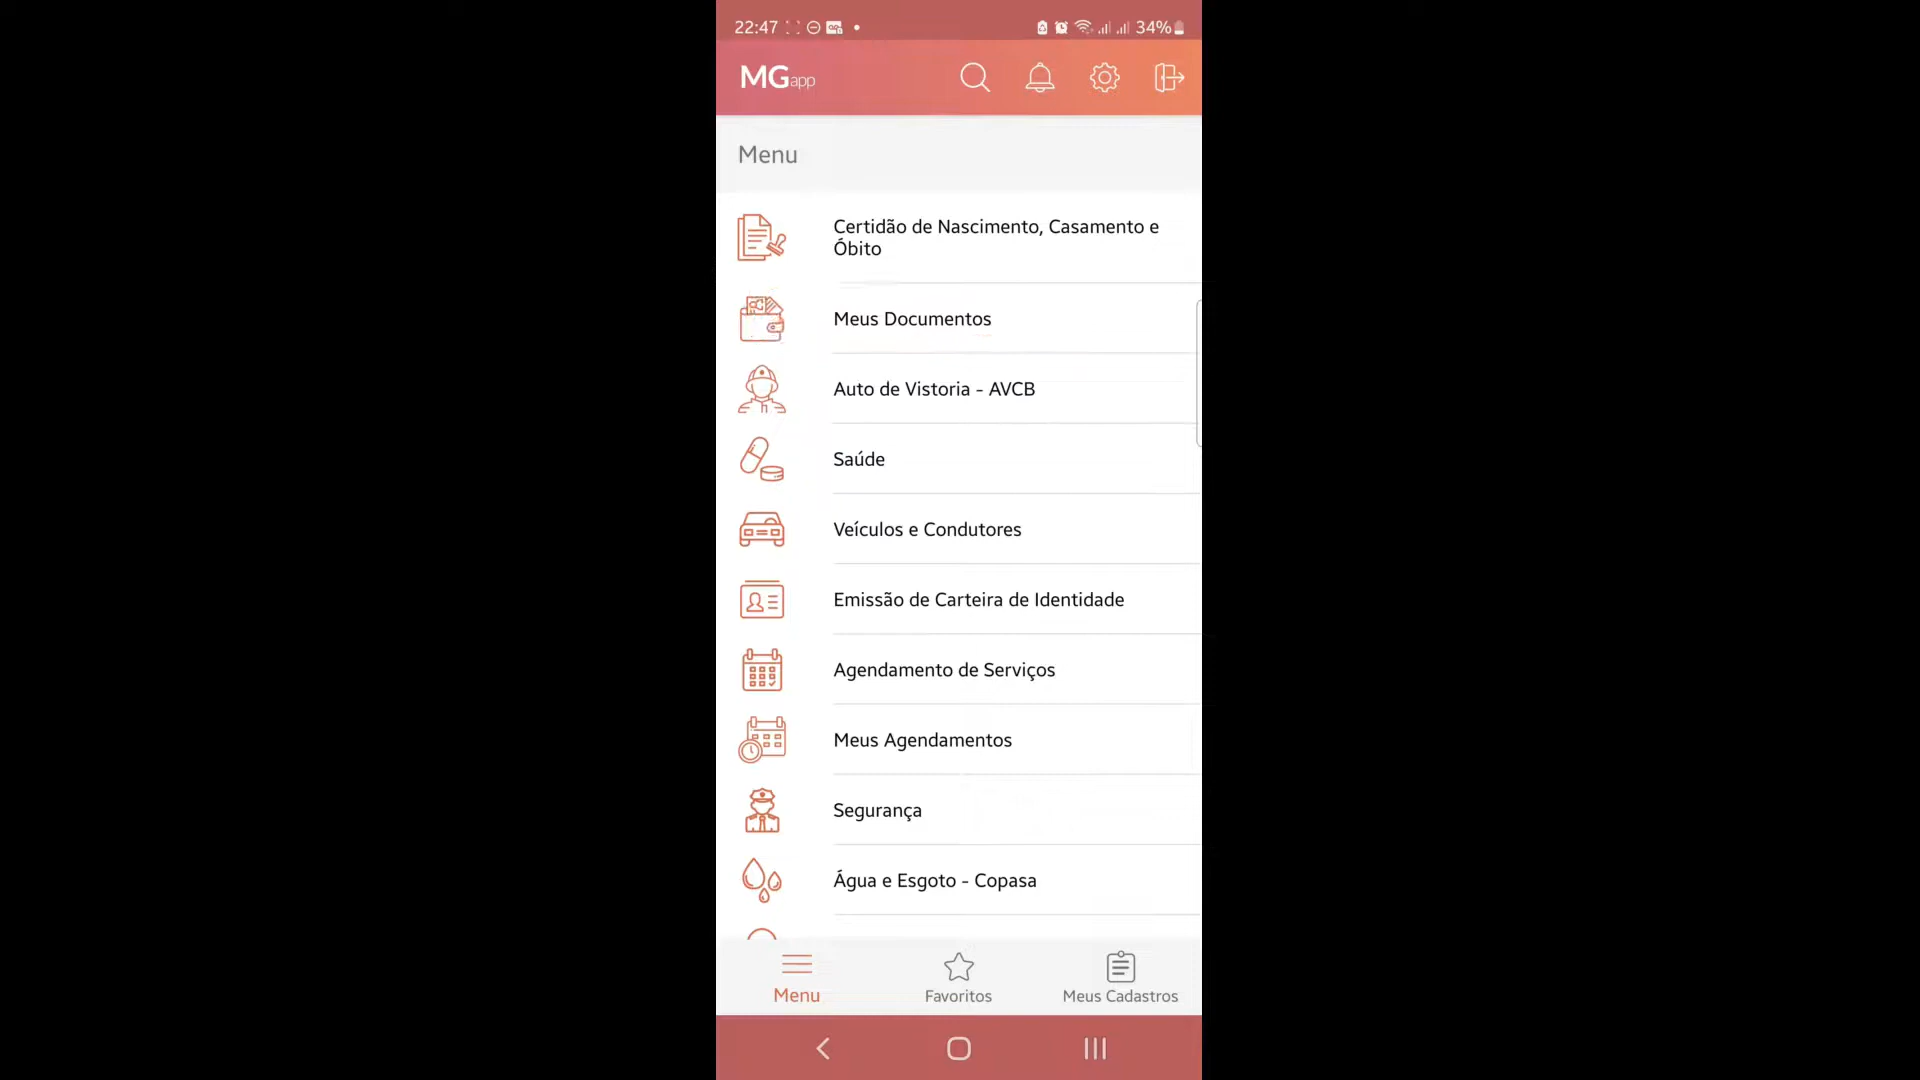 22:47
34%
MGapp
Menu
Certidão de Nascimento, Casamento e
Óbito
Meus Documentos
Auto de Vistoria - AVCB
Saúde
Veículos e Condutores
Emissão de Carteira de Identidade
Agendamento de Serviços
Meus Agendamentos
Segurança
Água e Esgoto - Copasa
Menu
Favoritos
Meus Cadastros